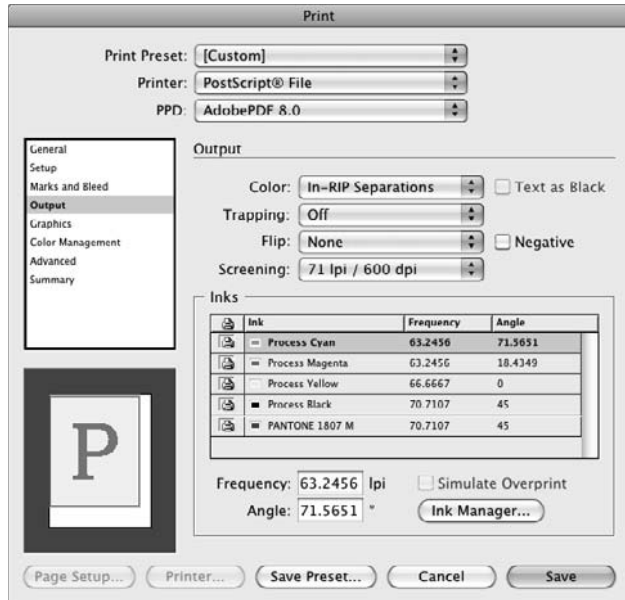 Print
Print Preset: [Custom]
Printer: PostScript® File
PPD: AdobePDF 8.0
General
Setup
Marks and Bleed
Output
Graphics
Color Management
Advanced
Summary
Output
Color: In-RIP Separations Text as Black
Trapping: Off
Flip: None Negative
Screening: 71 lpi / 600 dpi
Inks
Ink Frequency Angle
Process Cyan 63.2456 71.5651
Process Magenta 63.2456 18.4349
Process Yellow 66.6667 0
Process Black 70.7107 45
PANTONE 1807 M 70.7107 45
Frequency: 63.2456 lpi Simulate Overprint
Angle: 71.5651 ° Ink Manager...
P
Page Setup... Printer... Save Preset... Cancel Save